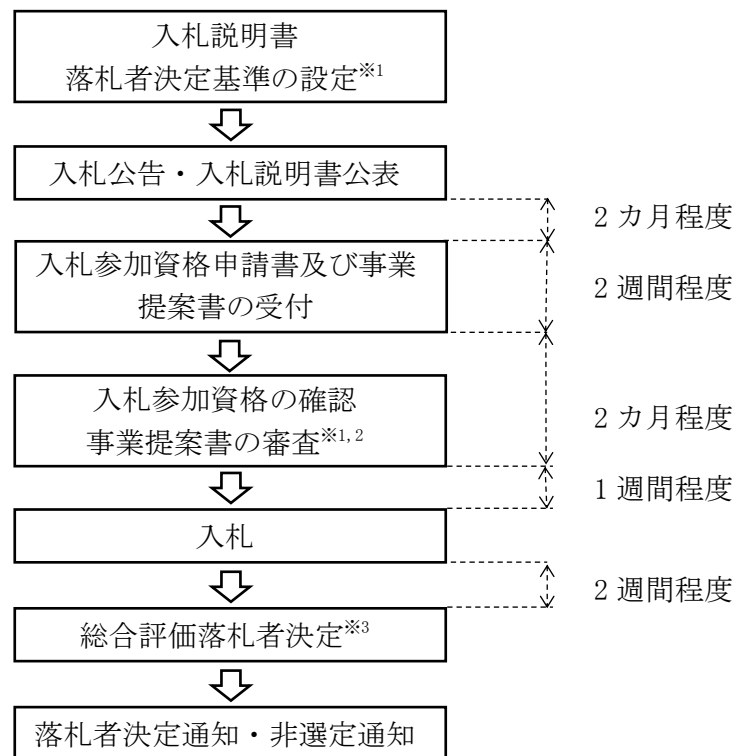 入札説明書
落札者決定基準の設定※1
入札公告・入札説明書公表
2カ月程度
入札参加資格申請書及び事業
提案書の受付
2週間程度
入札参加資格の確認
事業提案書の審査※1,2
2カ月程度
1週間程度
入札
2週間程度
総合評価落札者決定※3
落札者決定通知・非選定通知